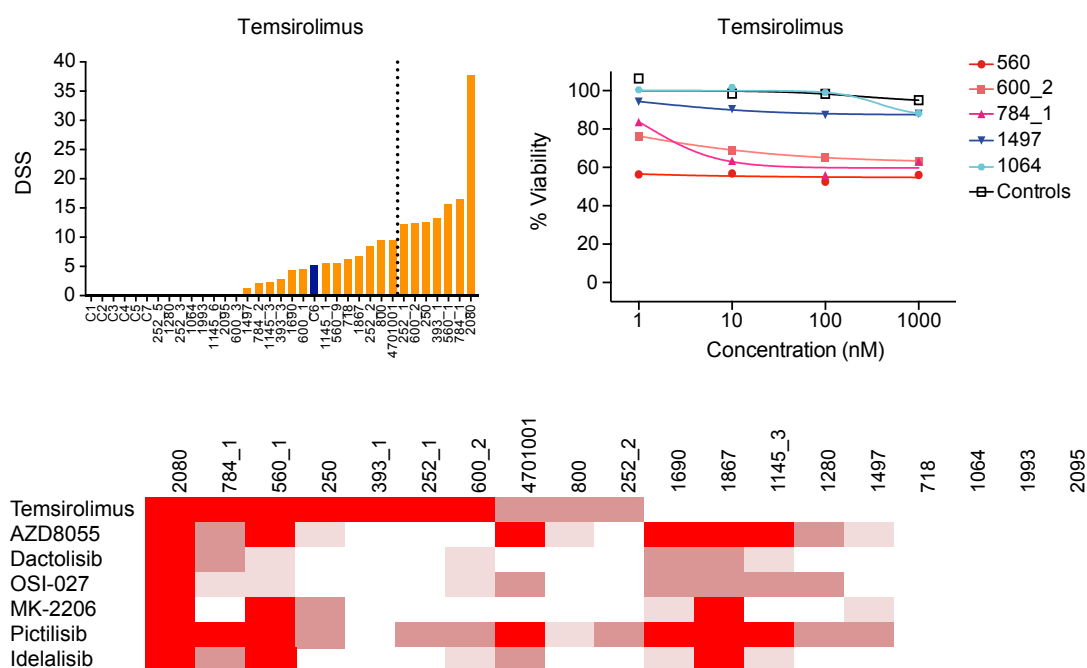 Temsirolimus
40
35
30
25
20
15
10
5
0
DSS
C1
C2
C3
C4
C5
C7
252_5
1280
252_3
1064
1993
1145_6
2095
600_3
1497
784_2
1145_3
393_3
1690
600_1
C6
1145_1
560_9
718
1867
252_2
800
4701001
252_1
600_2
250
393_1
560_1
784_1
2080
Temsirolimus
100
80
60
40
20
0
% Viability
1 10 100 1000
Concentration (nM)
560
600_2
784_1
1497
1064
Controls
2080 784_1 560_1 250 393_1 252_1 600_2 4701001 800 252_2 1690 1867 1145_3 1280 1497 718 1064 1993 2095
Temsirolimus
AZD8055
Dactolisib
OSI-027
MK-2206
Pictilisib
Idelalisib